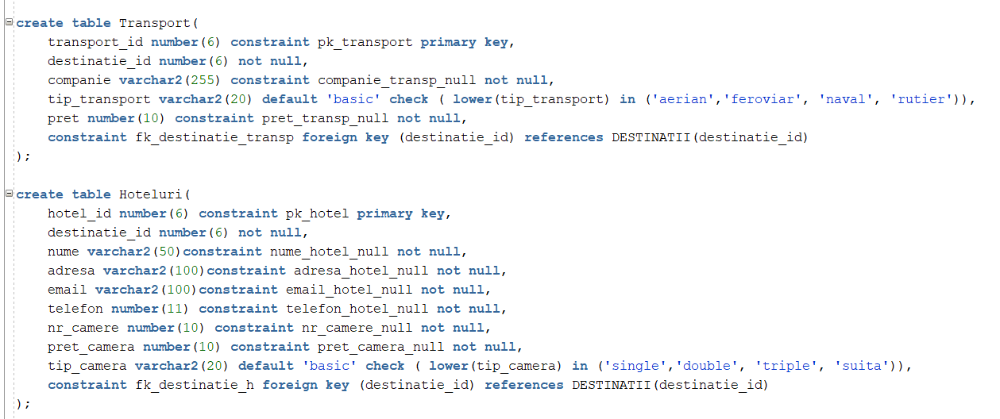 create table Transport(
    transport_id number(6) constraint pk_transport primary key,
    destinatie_id number(6) not null,
    companie varchar2(255) constraint companie_transp_null not null,
    tip_transport varchar2(20) default 'basic' check ( lower(tip_transport) in ('aerian','feroviar', 'naval', 'rutier')),
    pret number(10) constraint pret_transp_null not null,
    constraint fk_destinatie_transp foreign key (destinatie_id) references DESTINATII(destinatie_id)
);

create table Hoteluri(
    hotel_id number(6) constraint pk_hotel primary key,
    destinatie_id number(6) not null,
    nume varchar2(50)constraint nume_hotel_null not null,
    adresa varchar2(100)constraint adresa_hotel_null not null,
    email varchar2(100)constraint email_hotel_null not null,
    telefon number(11) constraint telefon_hotel_null not null,
    nr_camere number(10) constraint nr_camere_null not null,
    pret_camera number(10) constraint pret_camera_null not null,
    tip_camera varchar2(20) default 'basic' check ( lower(tip_camera) in ('single','double', 'triple', 'suita')),
    constraint fk_destinatie_h foreign key (destinatie_id) references DESTINATII(destinatie_id)
);